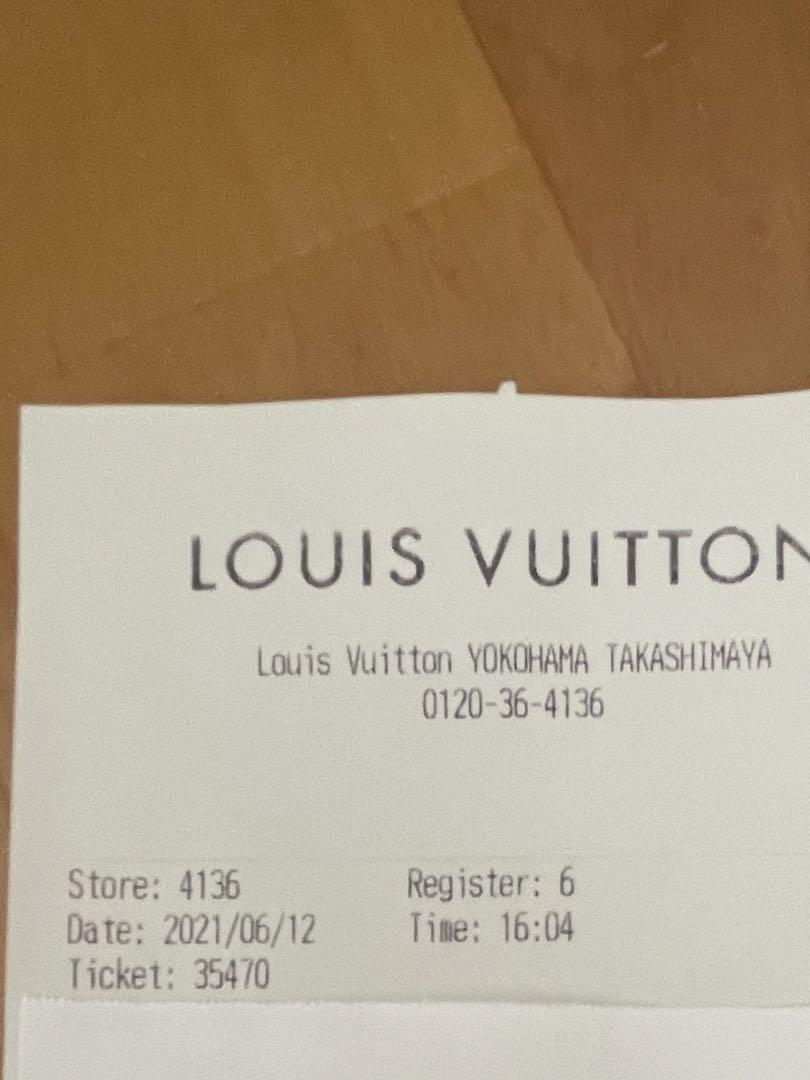 LOUIS VUITTON
Louis Vuitton YOKOHAMA TAKASHIMAYA
0120-36-4136
Store: 4136 Register: 6
Date: 2021/06/12 Time: 16:04
Ticket: 35470